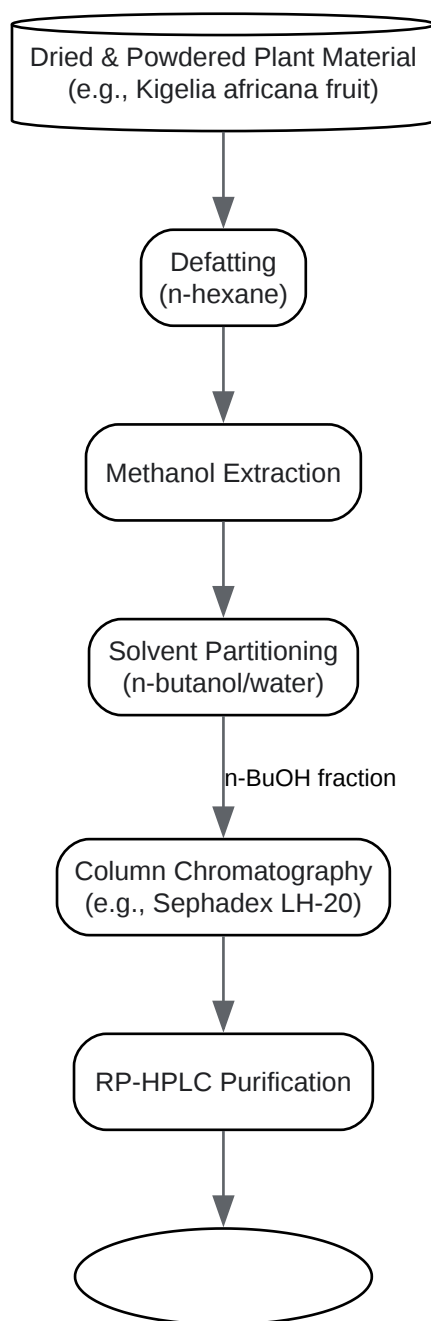 Dried & Powdered Plant Material
(e.g., Kigelia africana fruit)
Defatting
(n-hexane)
Methanol Extraction
Solvent Partitioning
(n-butanol/water)
n-BuOH fraction
Column Chromatography
(e.g., Sephadex LH-20)
RP-HPLC Purification